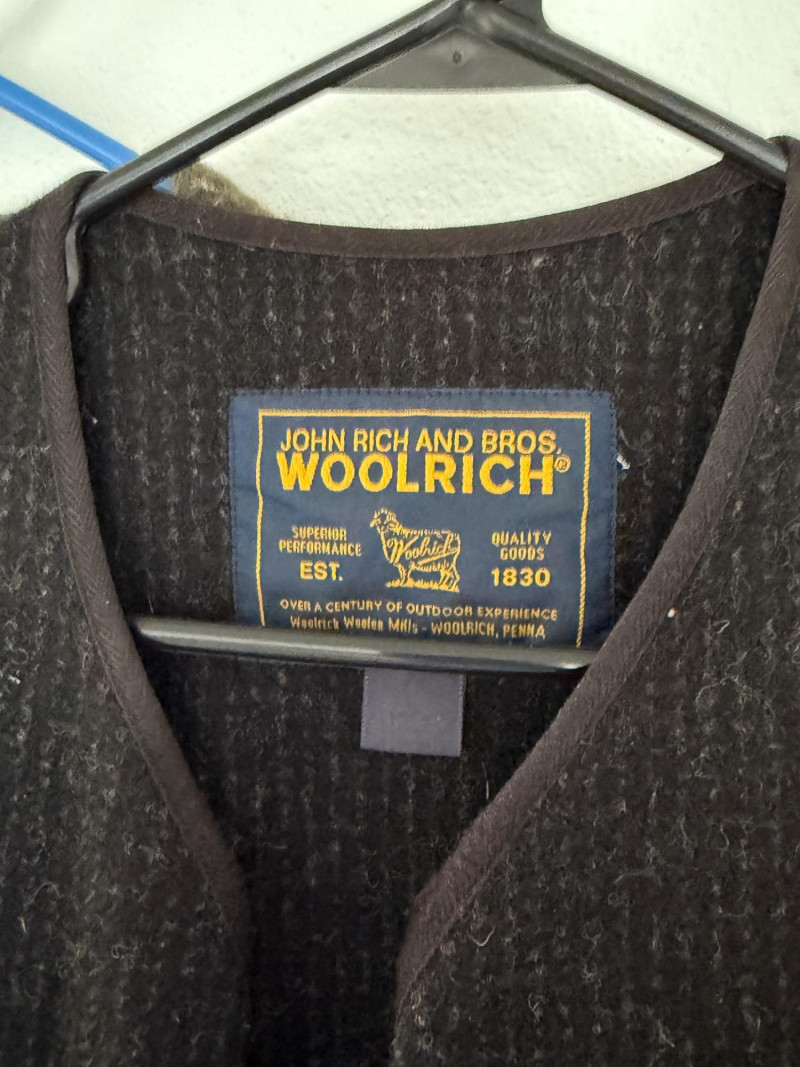 JOHN RICH AND BROS.
WOOLRICH®
SUPERIOR
PERFORMANCE
Woolrich
QUALITY
GOODS
EST.
1830
OVER A CENTURY OF OUTDOOR EXPERIENCE
Woolrich Woolen Mills - WOOLRICH, PENNA